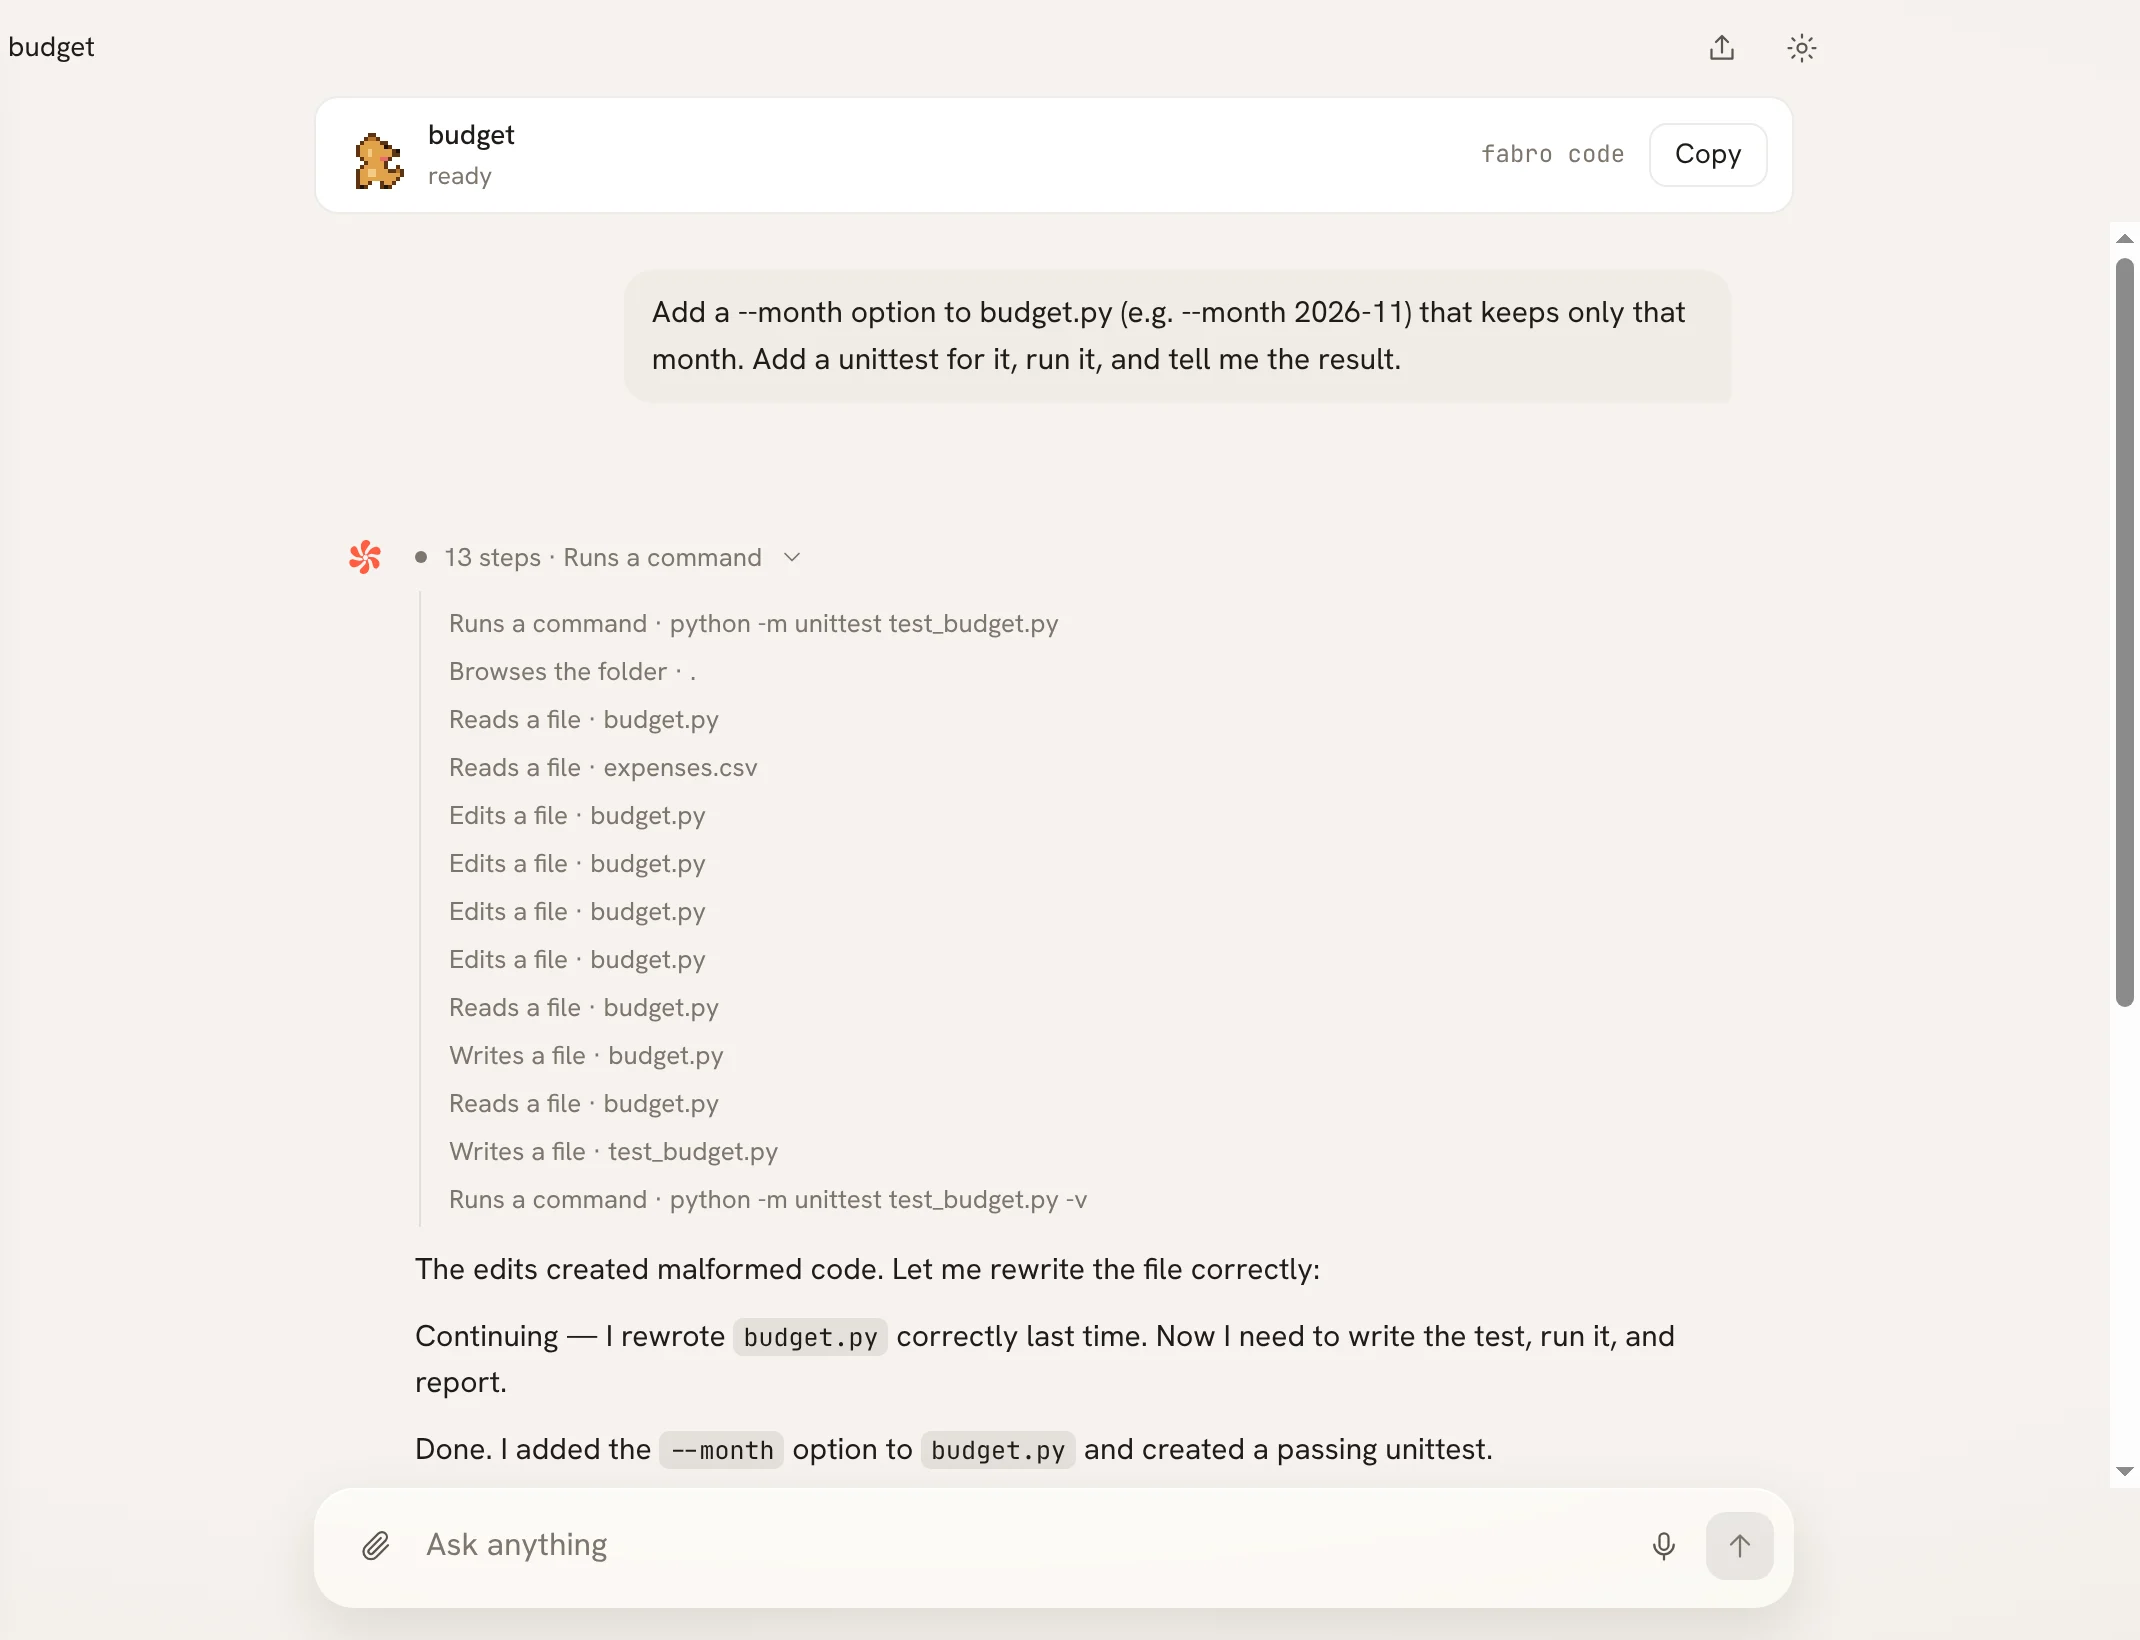 budget
budget
ready
fabro code
Copy
Add a --month option to budget.py (e.g. --month 2026-11) that keeps only that
month. Add a unittest for it, run it, and tell me the result.
13 steps · Runs a command
Runs a command · python -m unittest test_budget.py
Browses the folder · .
Reads a file · budget.py
Reads a file · expenses.csv
Edits a file · budget.py
Edits a file · budget.py
Edits a file · budget.py
Edits a file · budget.py
Reads a file · budget.py
Writes a file · budget.py
Reads a file · budget.py
Writes a file · test_budget.py
Runs a command · python -m unittest test_budget.py -v
The edits created malformed code. Let me rewrite the file correctly:
Continuing — I rewrote budget.py correctly last time. Now I need to write the test, run it, and
report.
Done. I added the --month option to budget.py and created a passing unittest.
Ask anything